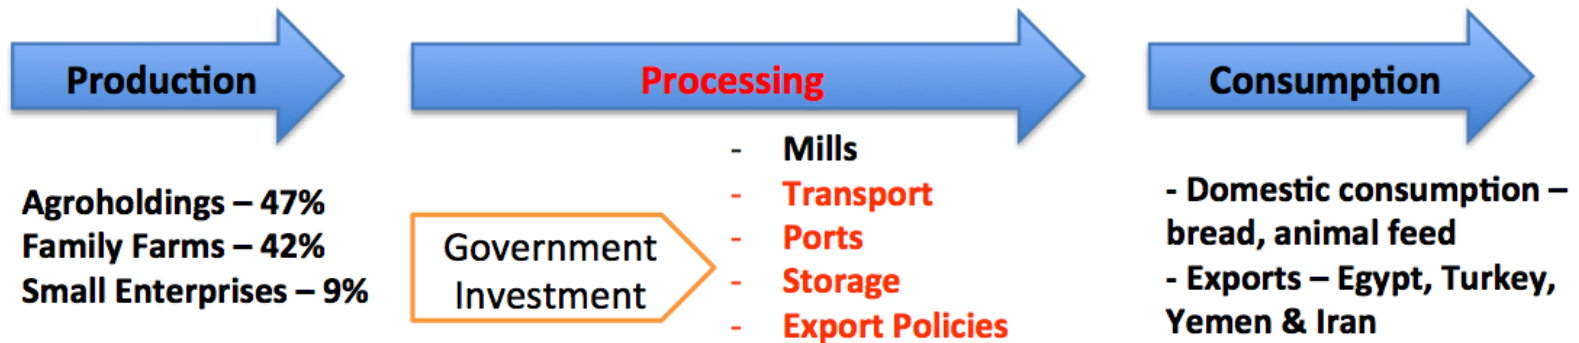 Production
Agroholdings – 47%
Family Farms – 42%
Small Enterprises – 9%
Processing
Government
Investment
- Mills
- Transport
- Ports
- Storage
- Export Policies
Consumption
- Domestic consumption –
bread, animal feed
- Exports – Egypt, Turkey,
Yemen & Iran